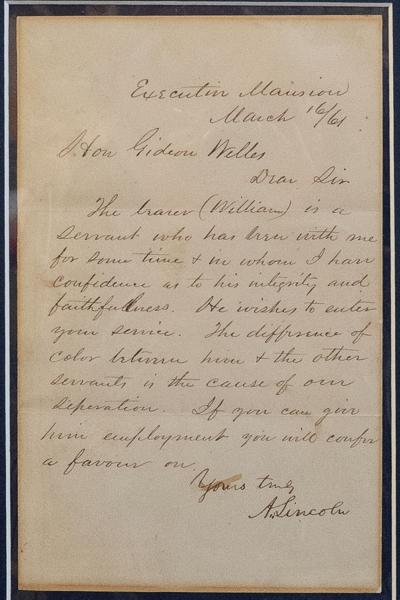 Executive Mansion
March 16/61
Hon Gideon Welles
Dear Sir
The bearer (William) is a
servant who has been with me
for some time & in whom I have
confidence as to his integrity and
faithfullness. He wishes to enter
your service. The difference of
color between him & the other
servants is the cause of our
seperation. If you can give
him employment you will confer
a favour on,
Yours truly
A. Lincoln